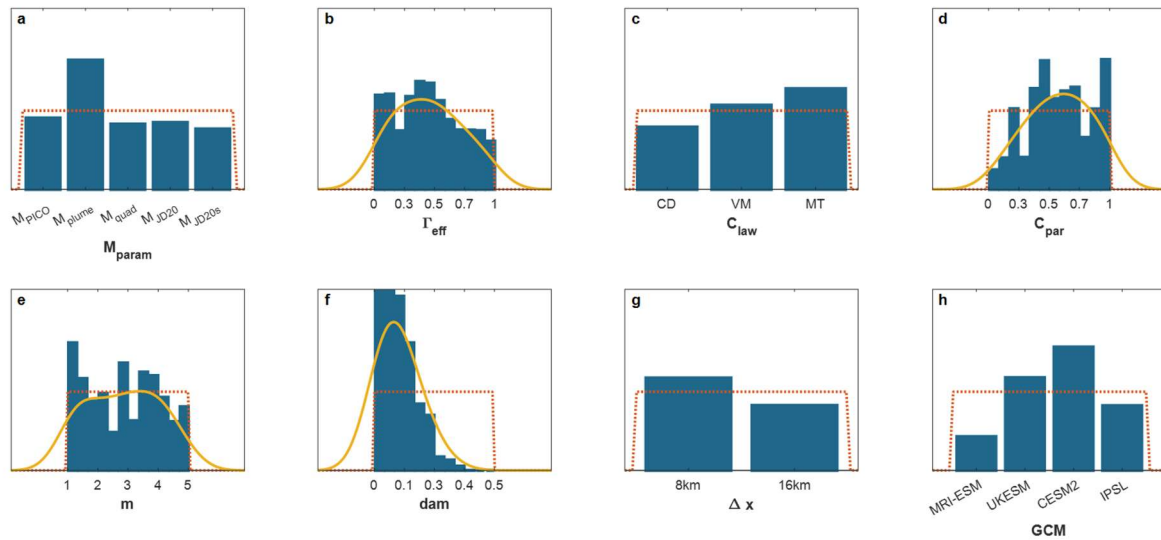 a
M_PICO M_plume M_quad M_JD20 M_JD20s
M_param
b
0 0.3 0.5 0.7 1
Γ_eff
c
CD VM MT
C_law
d
0 0.3 0.5 0.7 1
C_par
e
1 2 3 4 5
m
f
0 0.1 0.2 0.3 0.5
dam
g
8km 16km
Δ x
h
MRI-ESM UKESM CESM2 IPSL
GCM